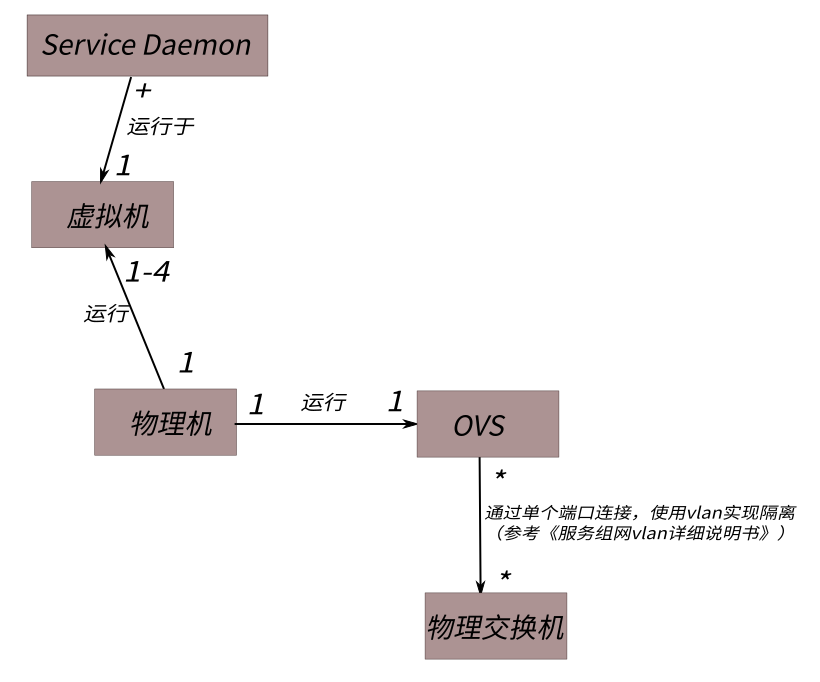 Service Daemon
+
运行于
1
虚拟机
1-4
运行
1
物理机
1
运行
1
OVS
*
通过单个端口连接，使用vlan实现隔离
（参考《服务组网vlan详细说明书》）
*
物理交换机